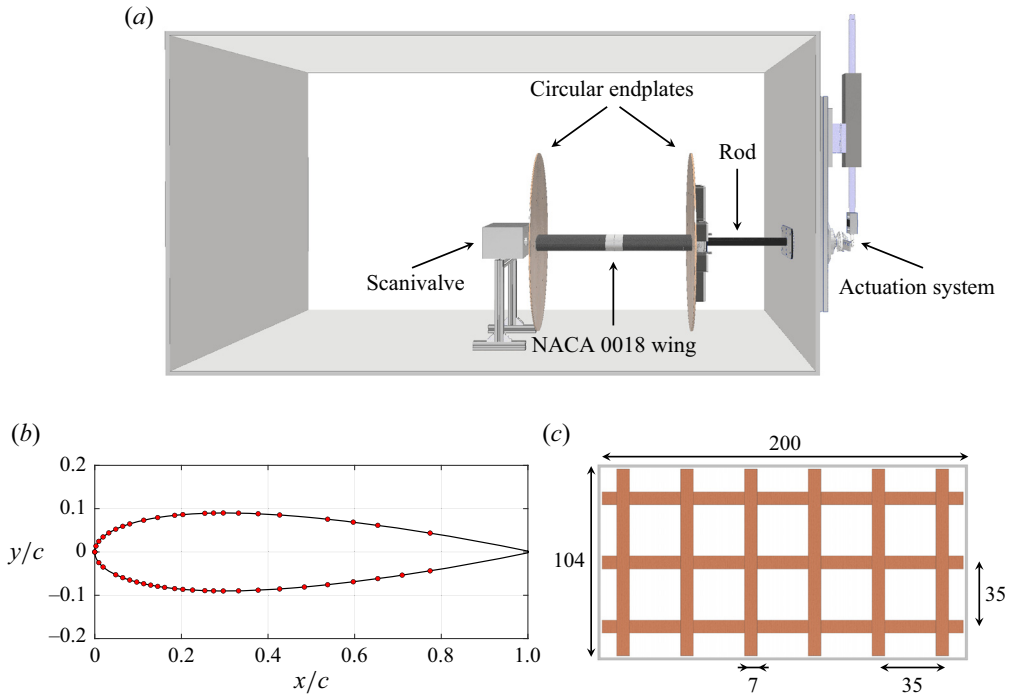 (a)
Circular endplates
Rod
Scanivalve
Actuation system
NACA 0018 wing
(b)
0.2
0.1
y/c
0
−0.1
−0.2
0
0.2
0.4
0.6
0.8
1.0
x/c
(c)
200
104
35
7
35